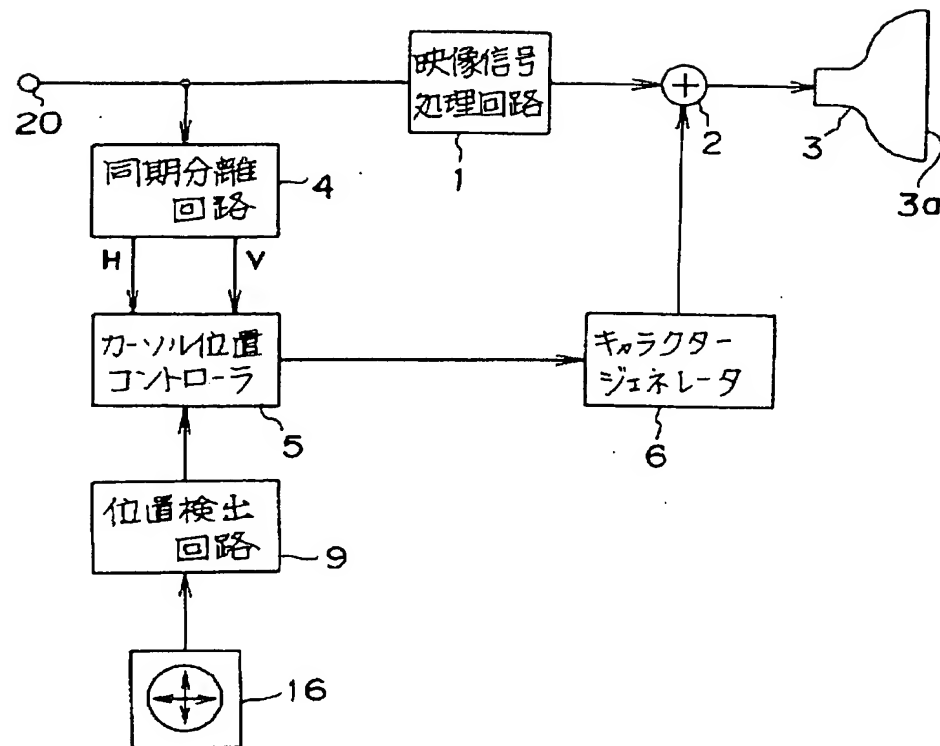 映像信号
処理回路
20
1
2
3
3a
同期分離
回路
4
H
V
カーソル位置
コントローラ
5
キャラクター
ジェネレータ
6
位置検出
回路
9
16